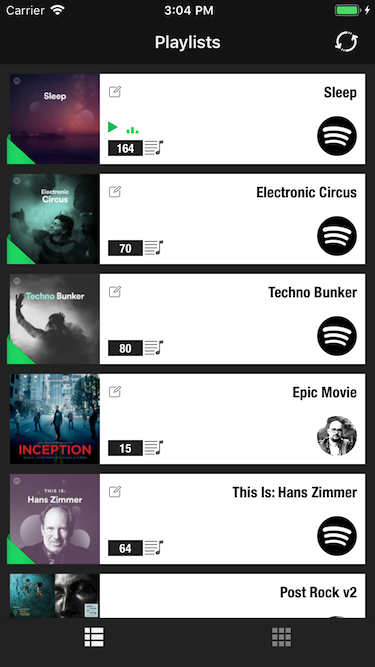 Carrier 3:04 PM
Playlists
Sleep
Sleep
164
Electronic
Circus
Electronic Circus
70
Techno Bunker
Techno Bunker
80
INCEPTION
Epic Movie
15
THIS IS:
Hans Zimmer
This Is: Hans Zimmer
64
Post Rock v2